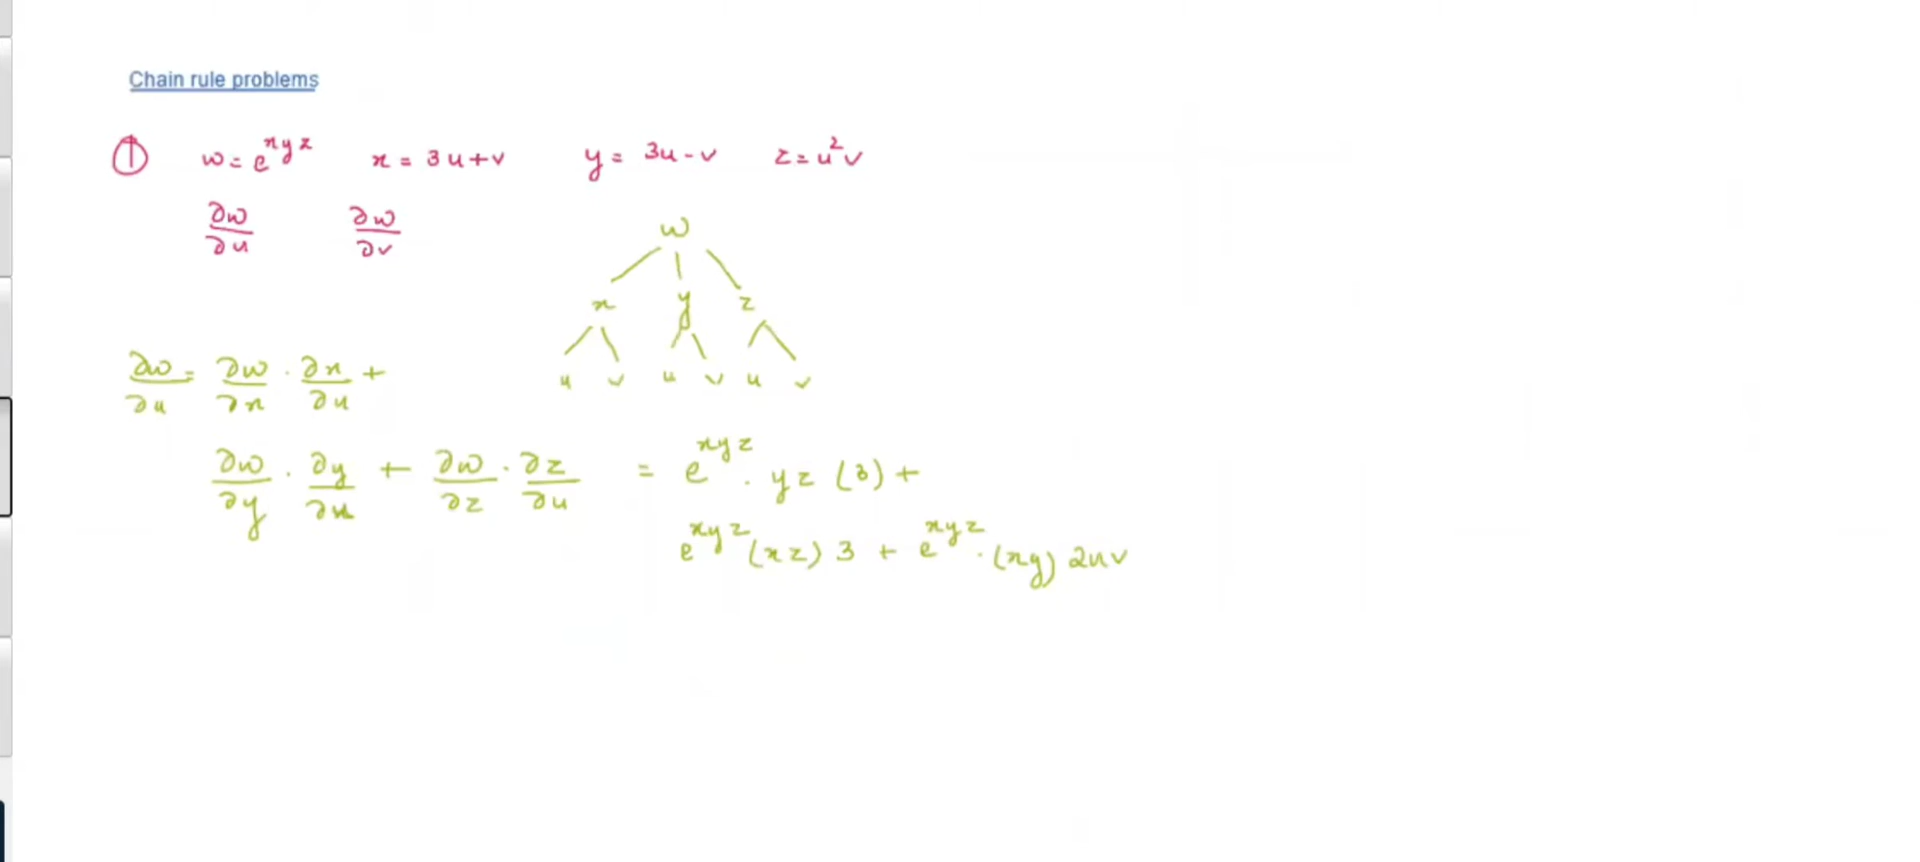 Chain rule problems
① w = e^{xyz} x = 3u+v y = 3u-v z = u²v
∂w/∂u ∂w/∂v
w
x y z
u v u v u v
∂w/∂u = ∂w/∂x · ∂x/∂u +
∂w/∂y · ∂y/∂u + ∂w/∂z · ∂z/∂u = e^{xyz} · yz (3) +
e^{xyz} (xz) 3 + e^{xyz} · (xy) 2uv